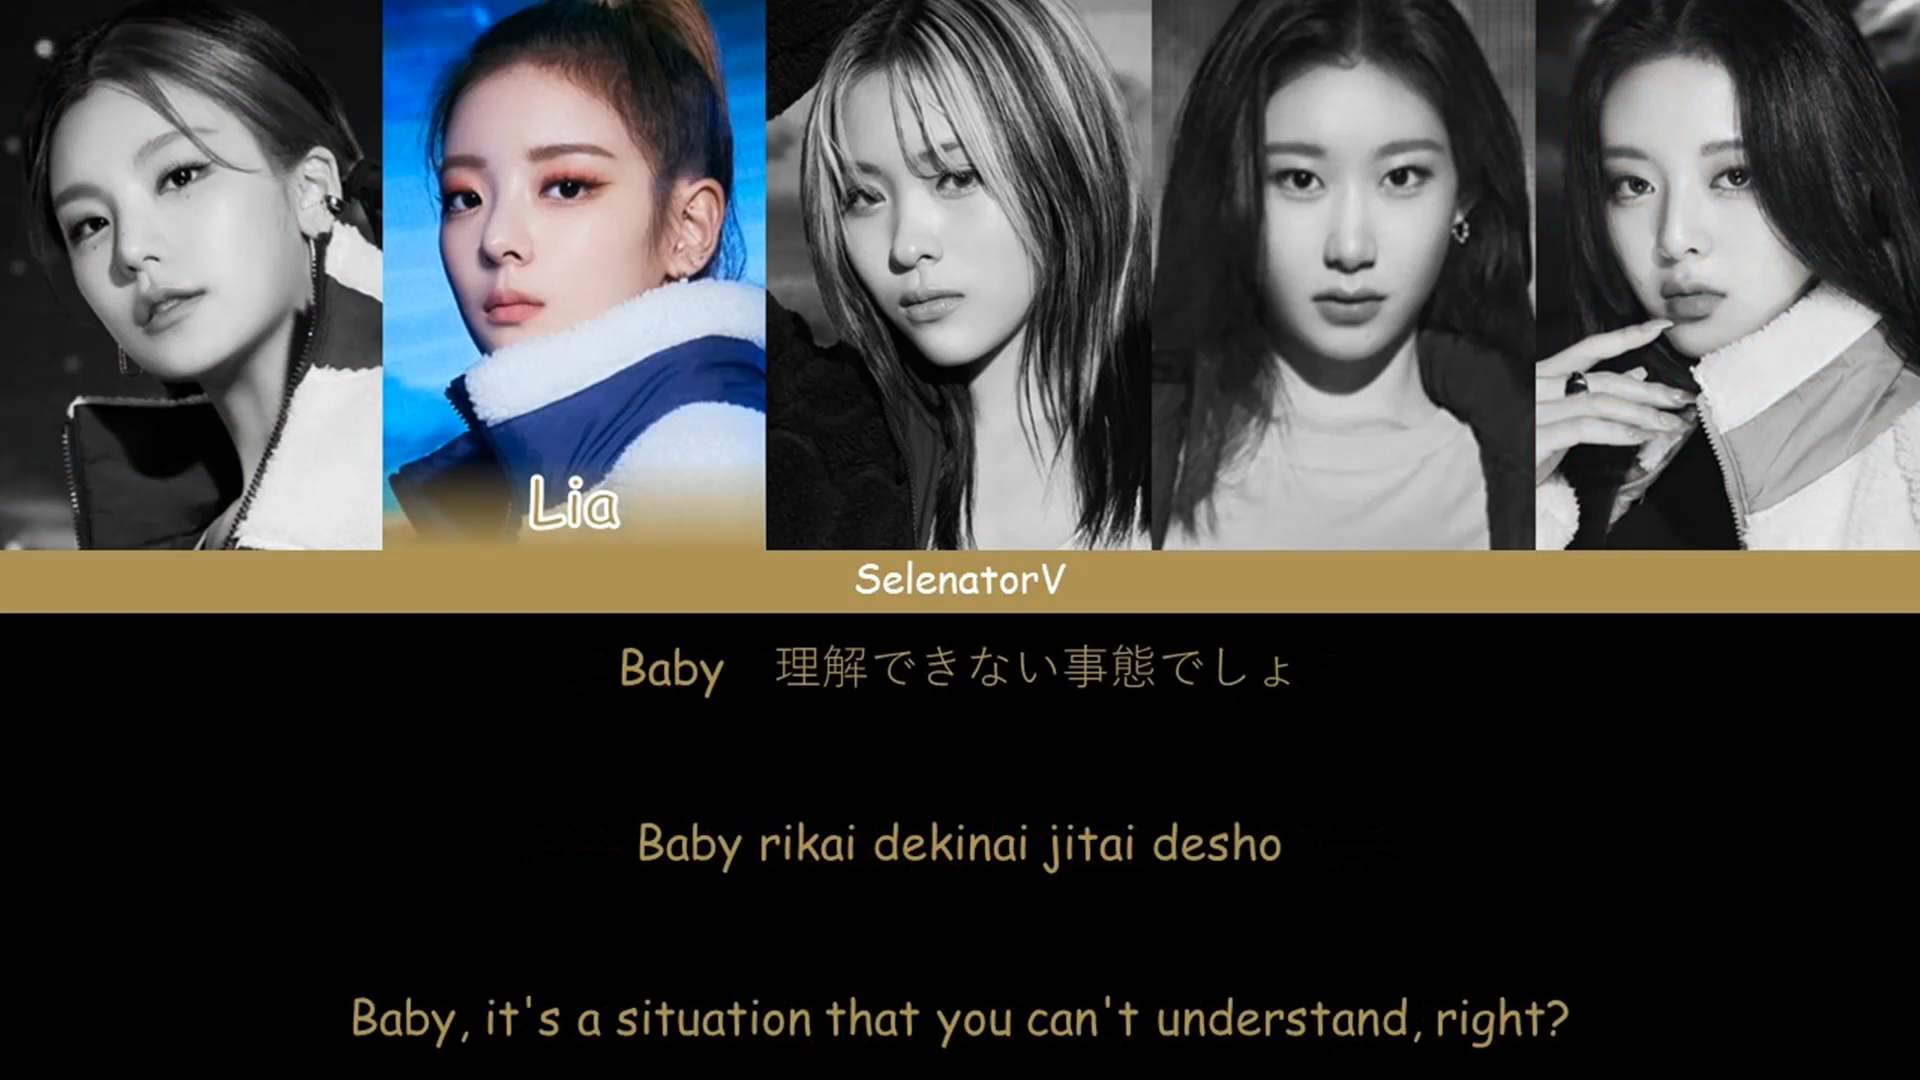 Lia
SelenatorV
Baby　理解できない事態でしょ
Baby rikai dekinai jitai desho
Baby, it's a situation that you can't understand, right?